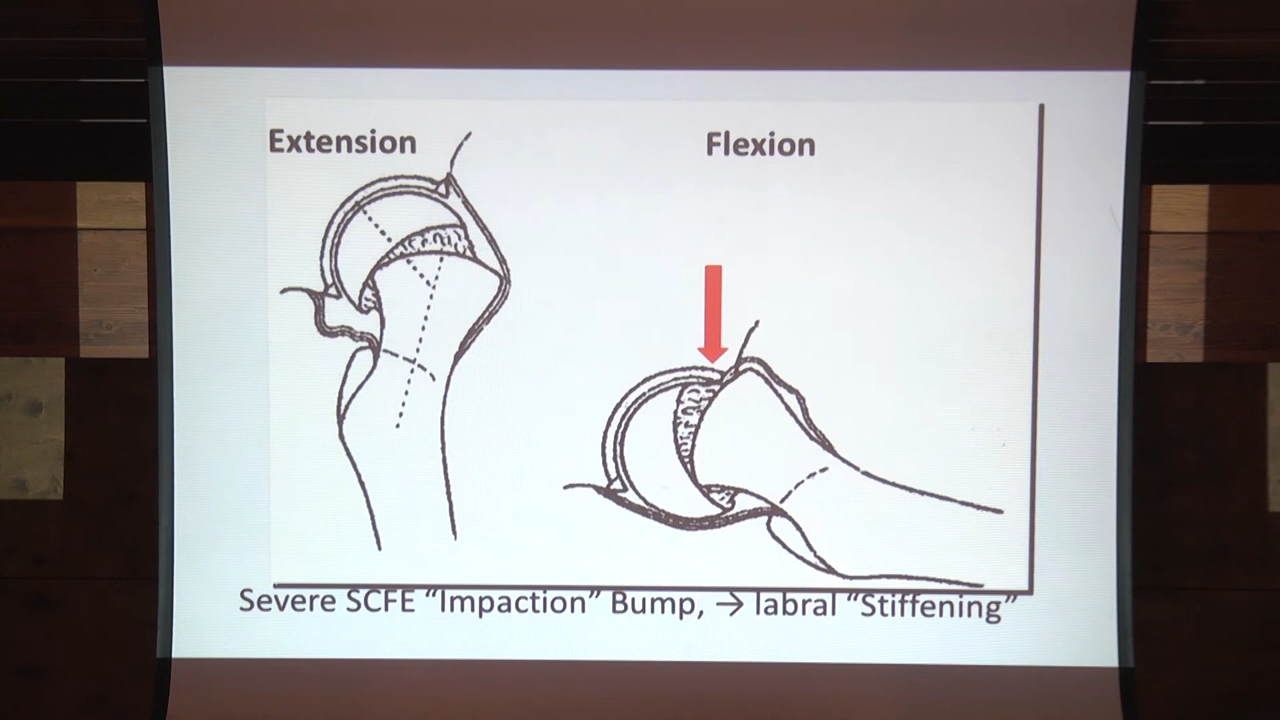 Extension
Flexion
Severe SCFE “Impaction” Bump, → labral “Stiffening”